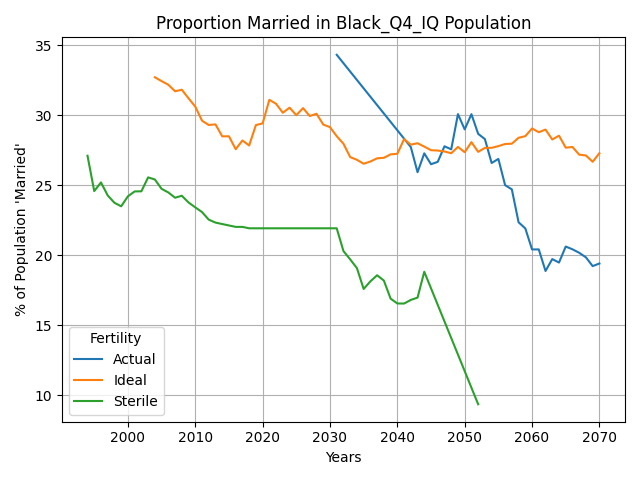 Proportion Married in Black_Q4_IQ Population
% of Population 'Married'
35
30
25
20
15
10
Fertility
Actual
Ideal
Sterile
2000 2010 2020 2030 2040 2050 2060 2070
Years